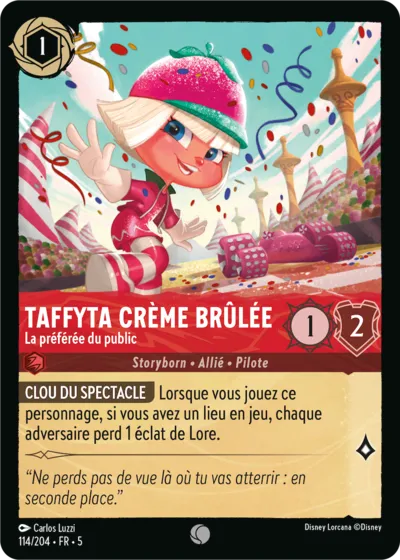 1
TAFFYTA CRÈME BRÛLÉE
La préférée du public
1
2
Storyborn • Allié • Pilote
CLOU DU SPECTACLE Lorsque vous jouez ce
personnage, si vous avez un lieu en jeu, chaque
adversaire perd 1 éclat de Lore.
“Ne perds pas de vue là où tu vas atterrir : en
seconde place.”
Carlos Luzzi
114/204 • FR • 5
Disney Lorcana ©Disney